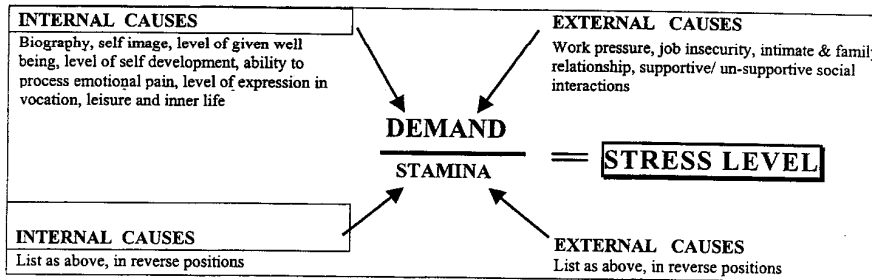 INTERNAL CAUSES
Biography, self image, level of given well
being, level of self development, ability to
process emotional pain, level of expression in
vocation, leisure and inner life
EXTERNAL CAUSES
Work pressure, job insecurity, intimate & family
relationship, supportive/ un-supportive social
interactions
DEMAND
STAMINA
= STRESS LEVEL
INTERNAL CAUSES
List as above, in reverse positions
EXTERNAL CAUSES
List as above, in reverse positions